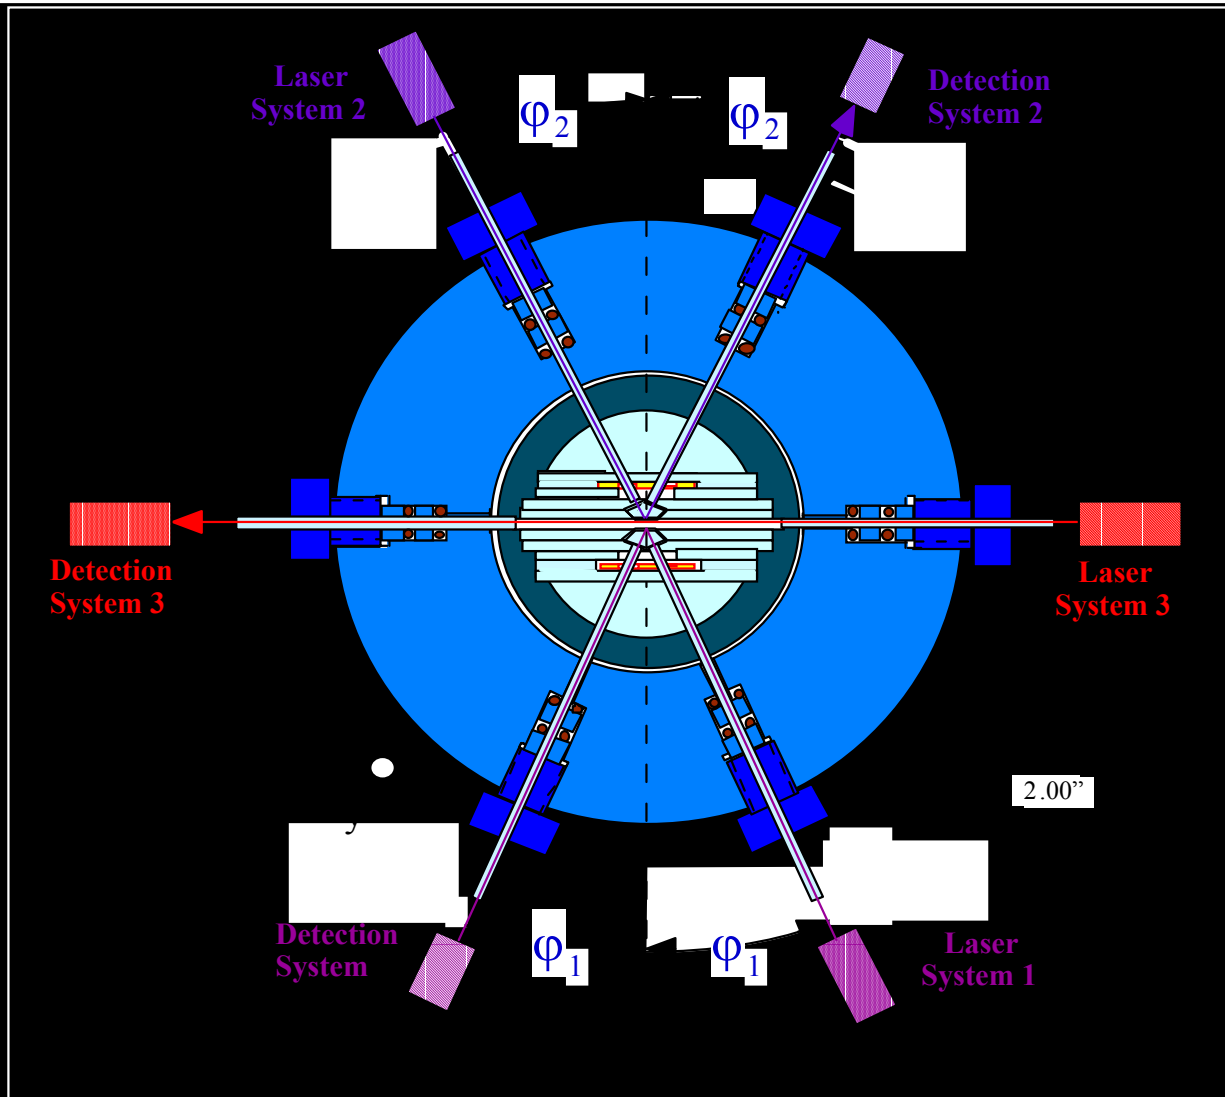 Laser
System 2
φ2
φ2
Detection
System 2
Detection
System 3
Laser
System 3
2.00”
y
Detection
System
φ1
φ1
Laser
System 1